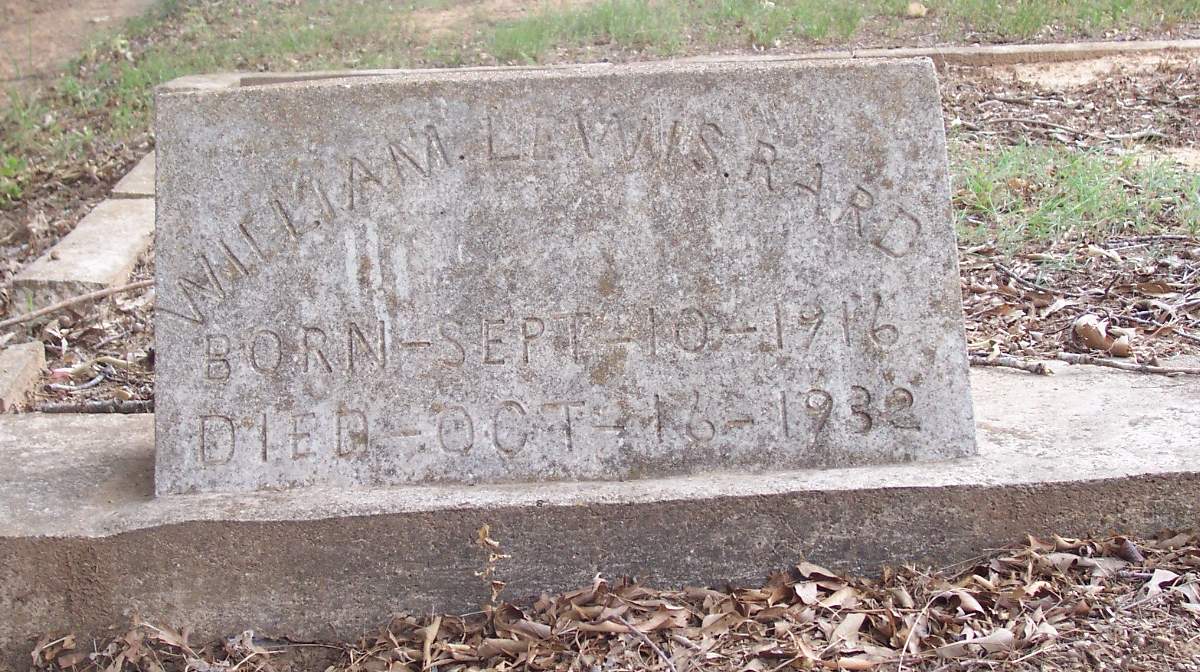 WILLIAM. LEWIS. RARD
BORN-SEPT-10-1916
DIED-OCT-16-1932